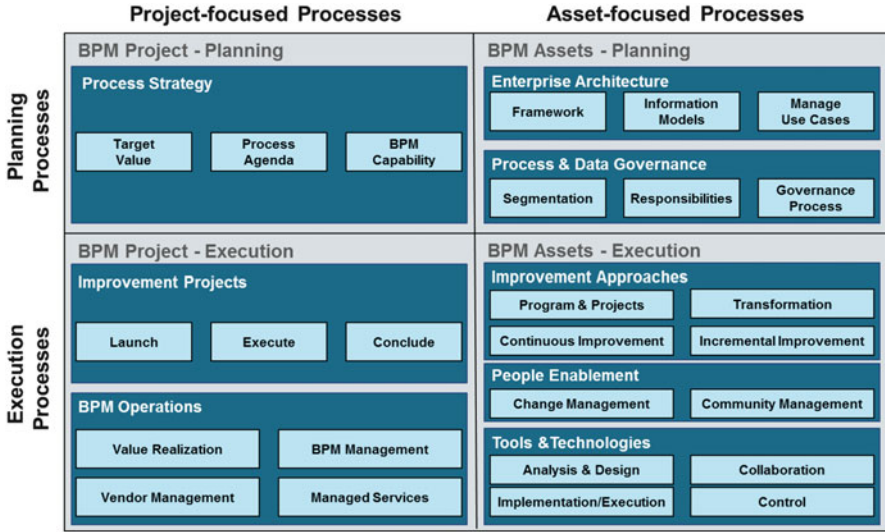 Project-focused Processes
Asset-focused Processes
Planning
Processes
BPM Project - Planning
Process Strategy
Target
Value
Process
Agenda
BPM
Capability
BPM Assets - Planning
Enterprise Architecture
Framework
Information
Models
Manage
Use Cases
Process & Data Governance
Segmentation
Responsibilities
Governance
Process
Execution
Processes
BPM Project - Execution
Improvement Projects
Launch
Execute
Conclude
BPM Operations
Value Realization
BPM Management
Vendor Management
Managed Services
BPM Assets - Execution
Improvement Approaches
Program & Projects
Transformation
Continuous Improvement
Incremental Improvement
People Enablement
Change Management
Community Management
Tools &Technologies
Analysis & Design
Collaboration
Implementation/Execution
Control